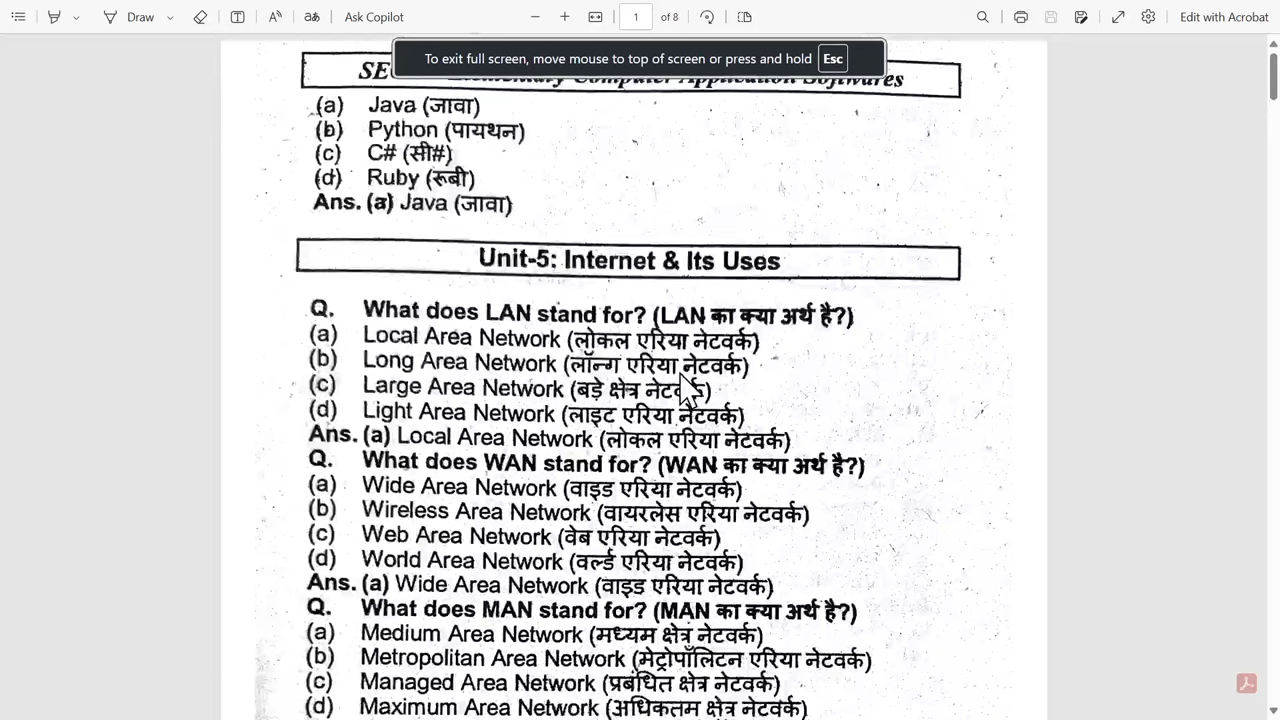 Draw
Ask Copilot
1 of 8
Edit with Acrobat
To exit full screen, move mouse to top of screen or press and hold Esc
SE Elementary Computer Application Softwares
(a) Java (जावा)
(b) Python (पायथन)
(c) C# (सी#)
(d) Ruby (रूबी)
Ans. (a) Java (जावा)
Unit-5: Internet & Its Uses
Q. What does LAN stand for? (LAN का क्या अर्थ है?)
(a) Local Area Network (लोकल एरिया नेटवर्क)
(b) Long Area Network (लॉन्ग एरिया नेटवर्क)
(c) Large Area Network (बड़े क्षेत्र नेटवर्क)
(d) Light Area Network (लाइट एरिया नेटवर्क)
Ans. (a) Local Area Network (लोकल एरिया नेटवर्क)
Q. What does WAN stand for? (WAN का क्या अर्थ है?)
(a) Wide Area Network (वाइड एरिया नेटवर्क)
(b) Wireless Area Network (वायरलेस एरिया नेटवर्क)
(c) Web Area Network (वेब एरिया नेटवर्क)
(d) World Area Network (वर्ल्ड एरिया नेटवर्क)
Ans. (a) Wide Area Network (वाइड एरिया नेटवर्क)
Q. What does MAN stand for? (MAN का क्या अर्थ है?)
(a) Medium Area Network (मध्यम क्षेत्र नेटवर्क)
(b) Metropolitan Area Network (मेट्रोपॉलिटन एरिया नेटवर्क)
(c) Managed Area Network (प्रबंधित क्षेत्र नेटवर्क)
(d) Maximum Area Network (अधिकतम क्षेत्र नेटवर्क)